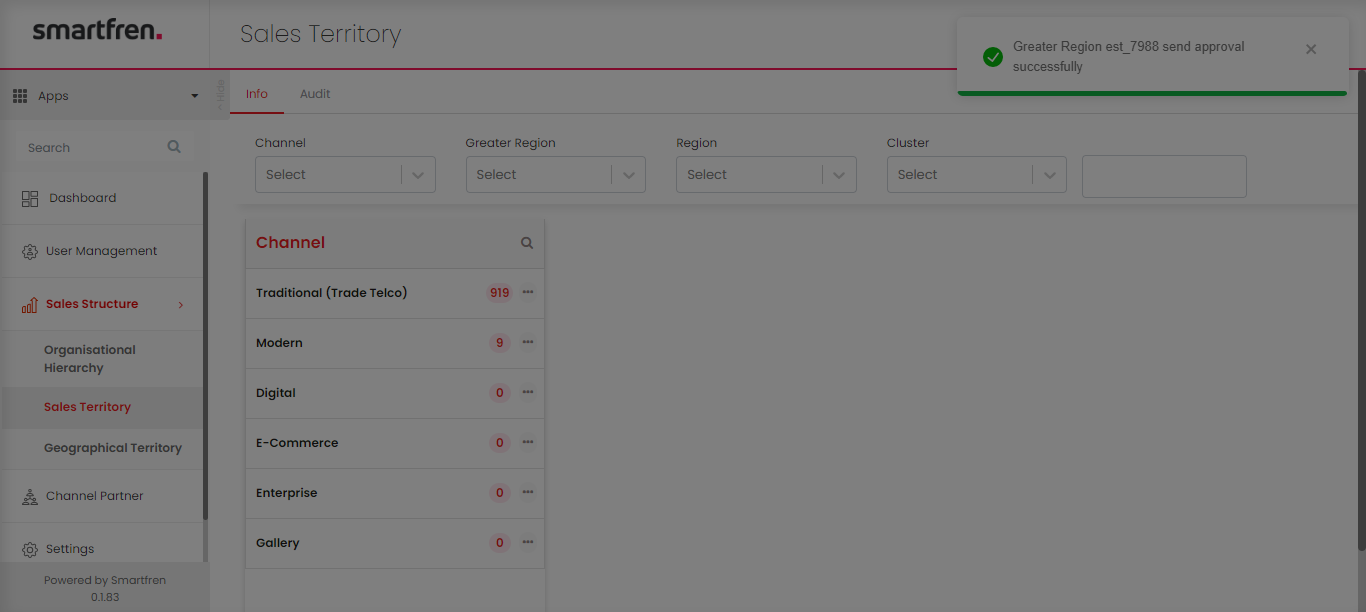 smartfren.
Sales Territory
Greater Region est_7988 send approval
successfully
Apps
< Hide
Info
Audit
Search
Channel
Greater Region
Region
Cluster
Select
Select
Select
Select
Dashboard
User Management
Sales Structure
Organisational
Hierarchy
Sales Territory
Geographical Territory
Channel Partner
Settings
Powered by Smartfren
0.1.83
Channel
Traditional (Trade Telco) 919
Modern 9
Digital 0
E-Commerce 0
Enterprise 0
Gallery 0